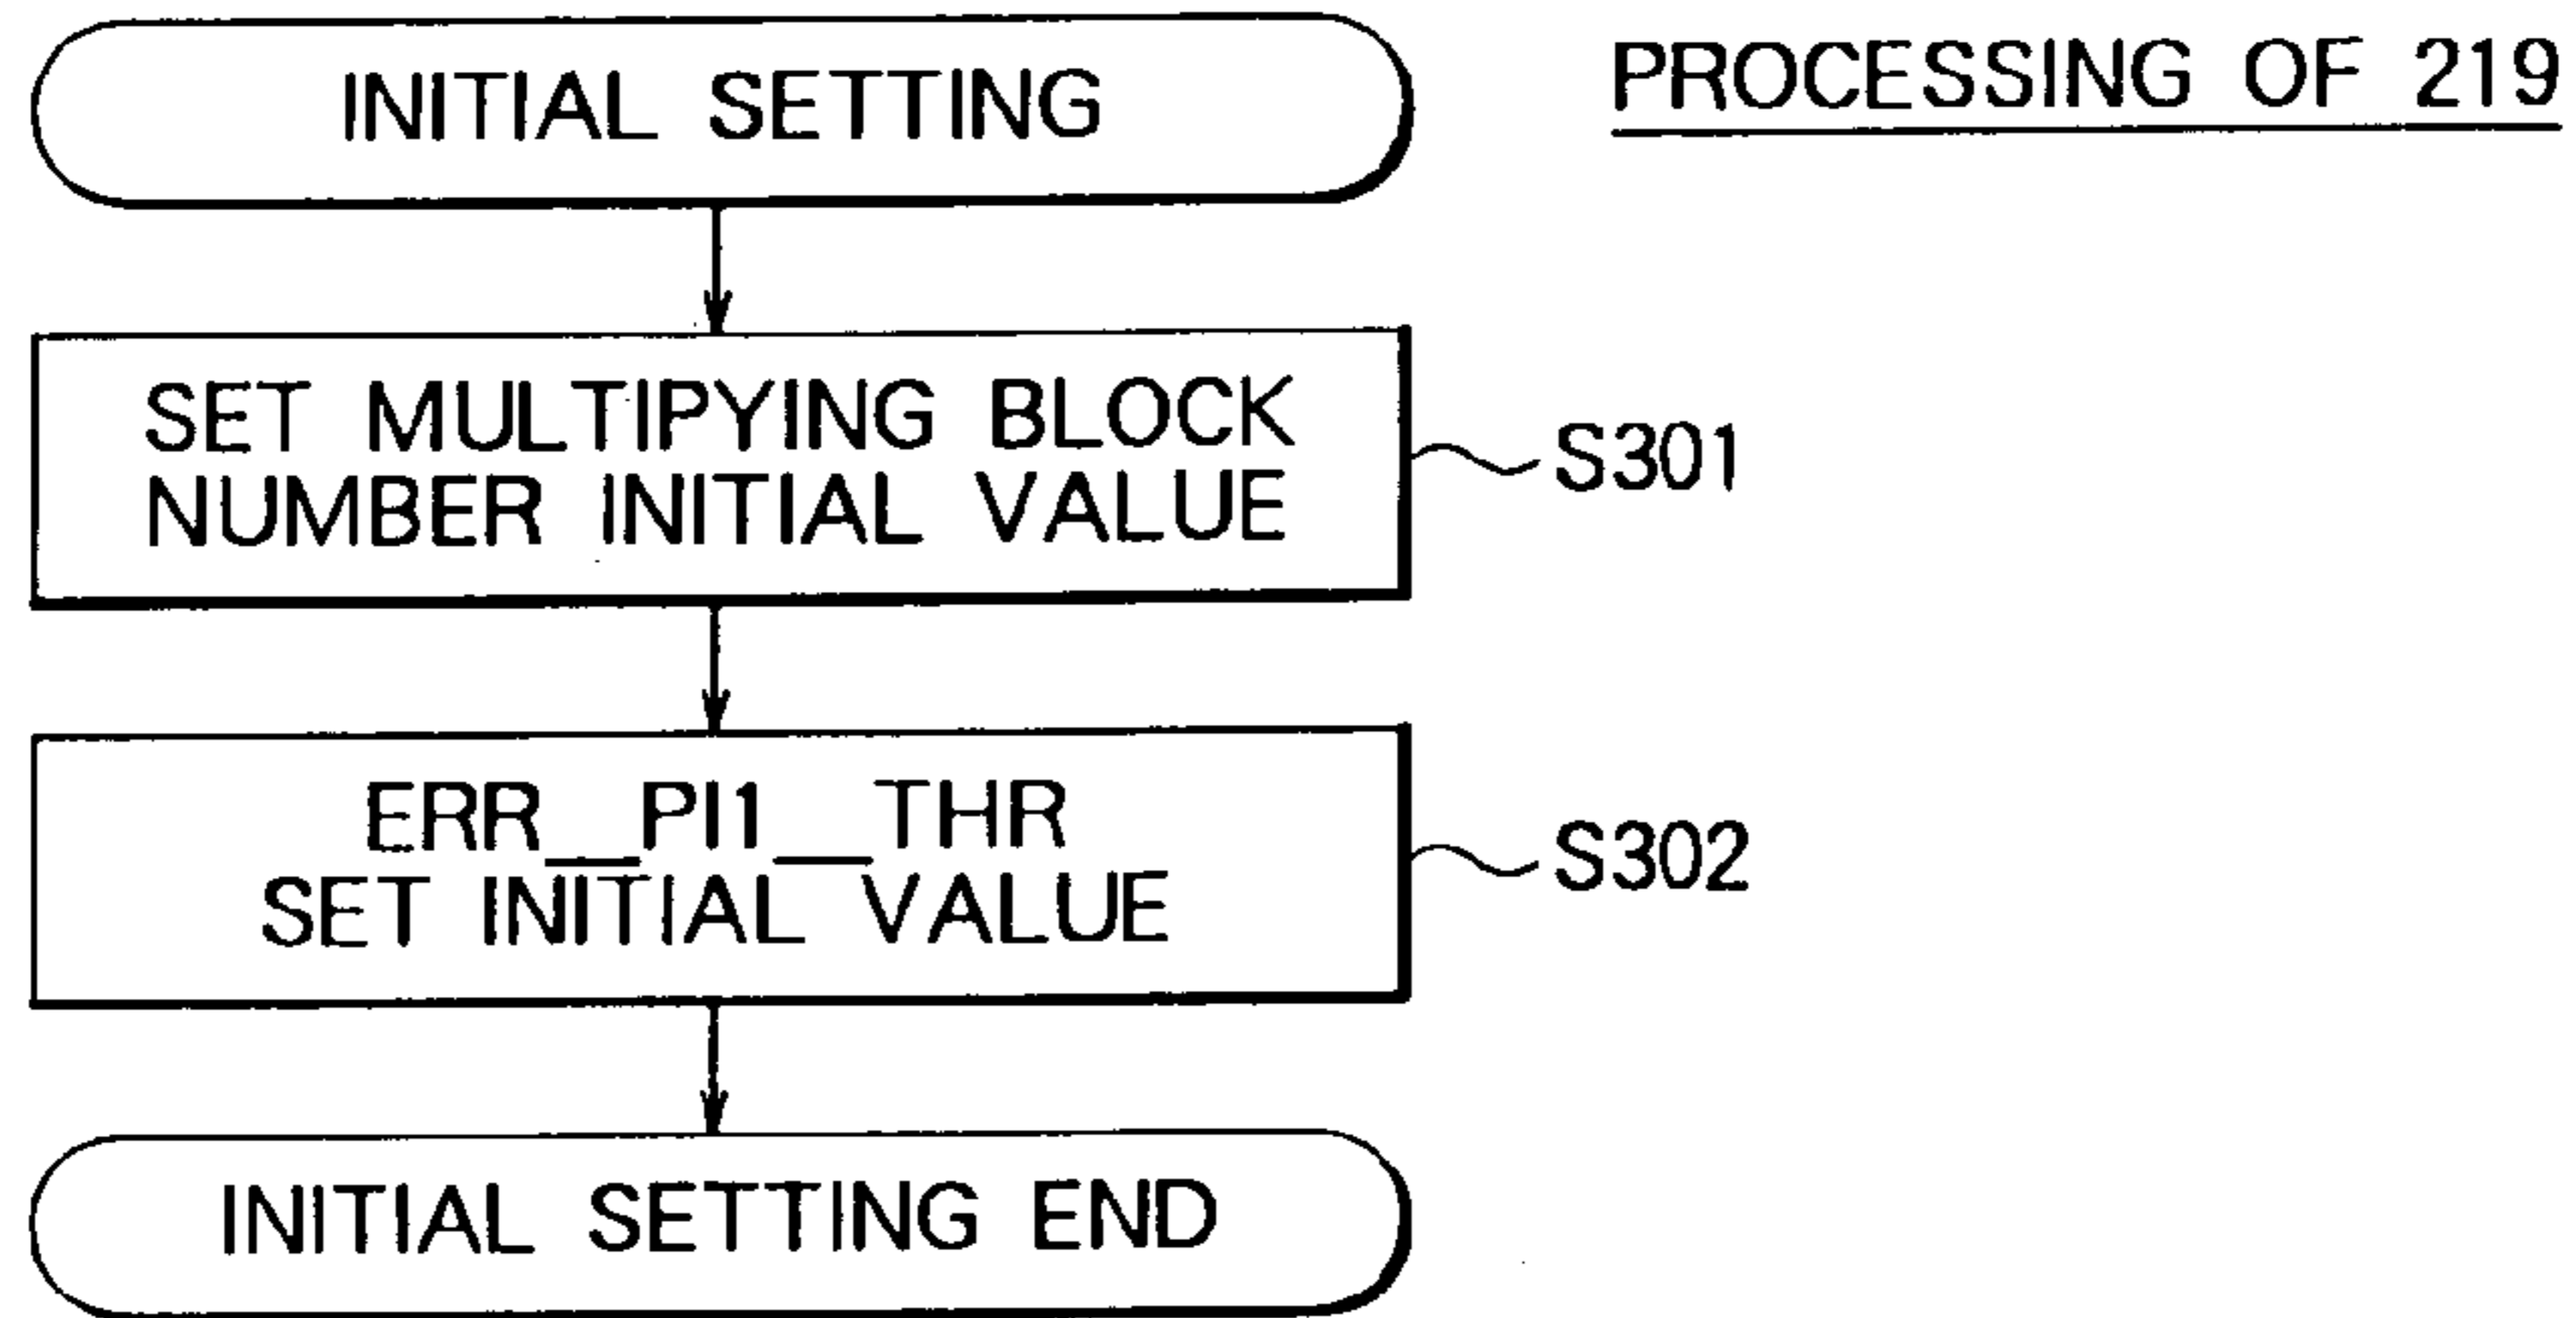 INITIAL SETTING
PROCESSING OF 219
SET MULTIPYING BLOCK
NUMBER INITIAL VALUE
S301
ERR__PI1__THR
SET INITIAL VALUE
S302
INITIAL SETTING END